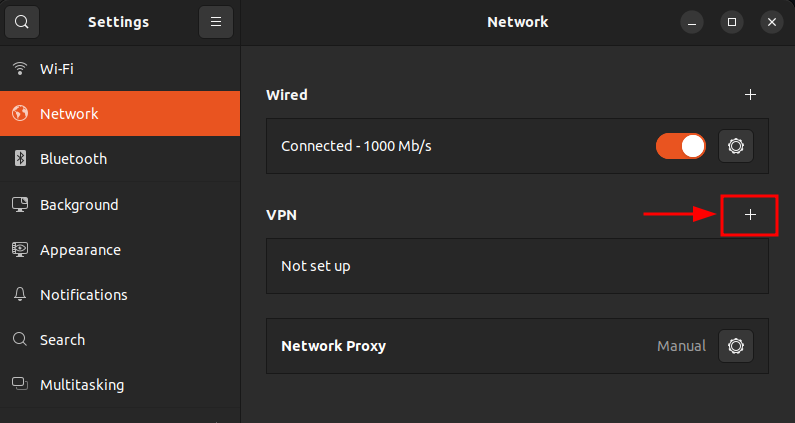 Settings
Network
Wi-Fi
Network
Bluetooth
Background
Appearance
Notifications
Search
Multitasking
Wired
Connected - 1000 Mb/s
VPN
Not set up
Network Proxy Manual